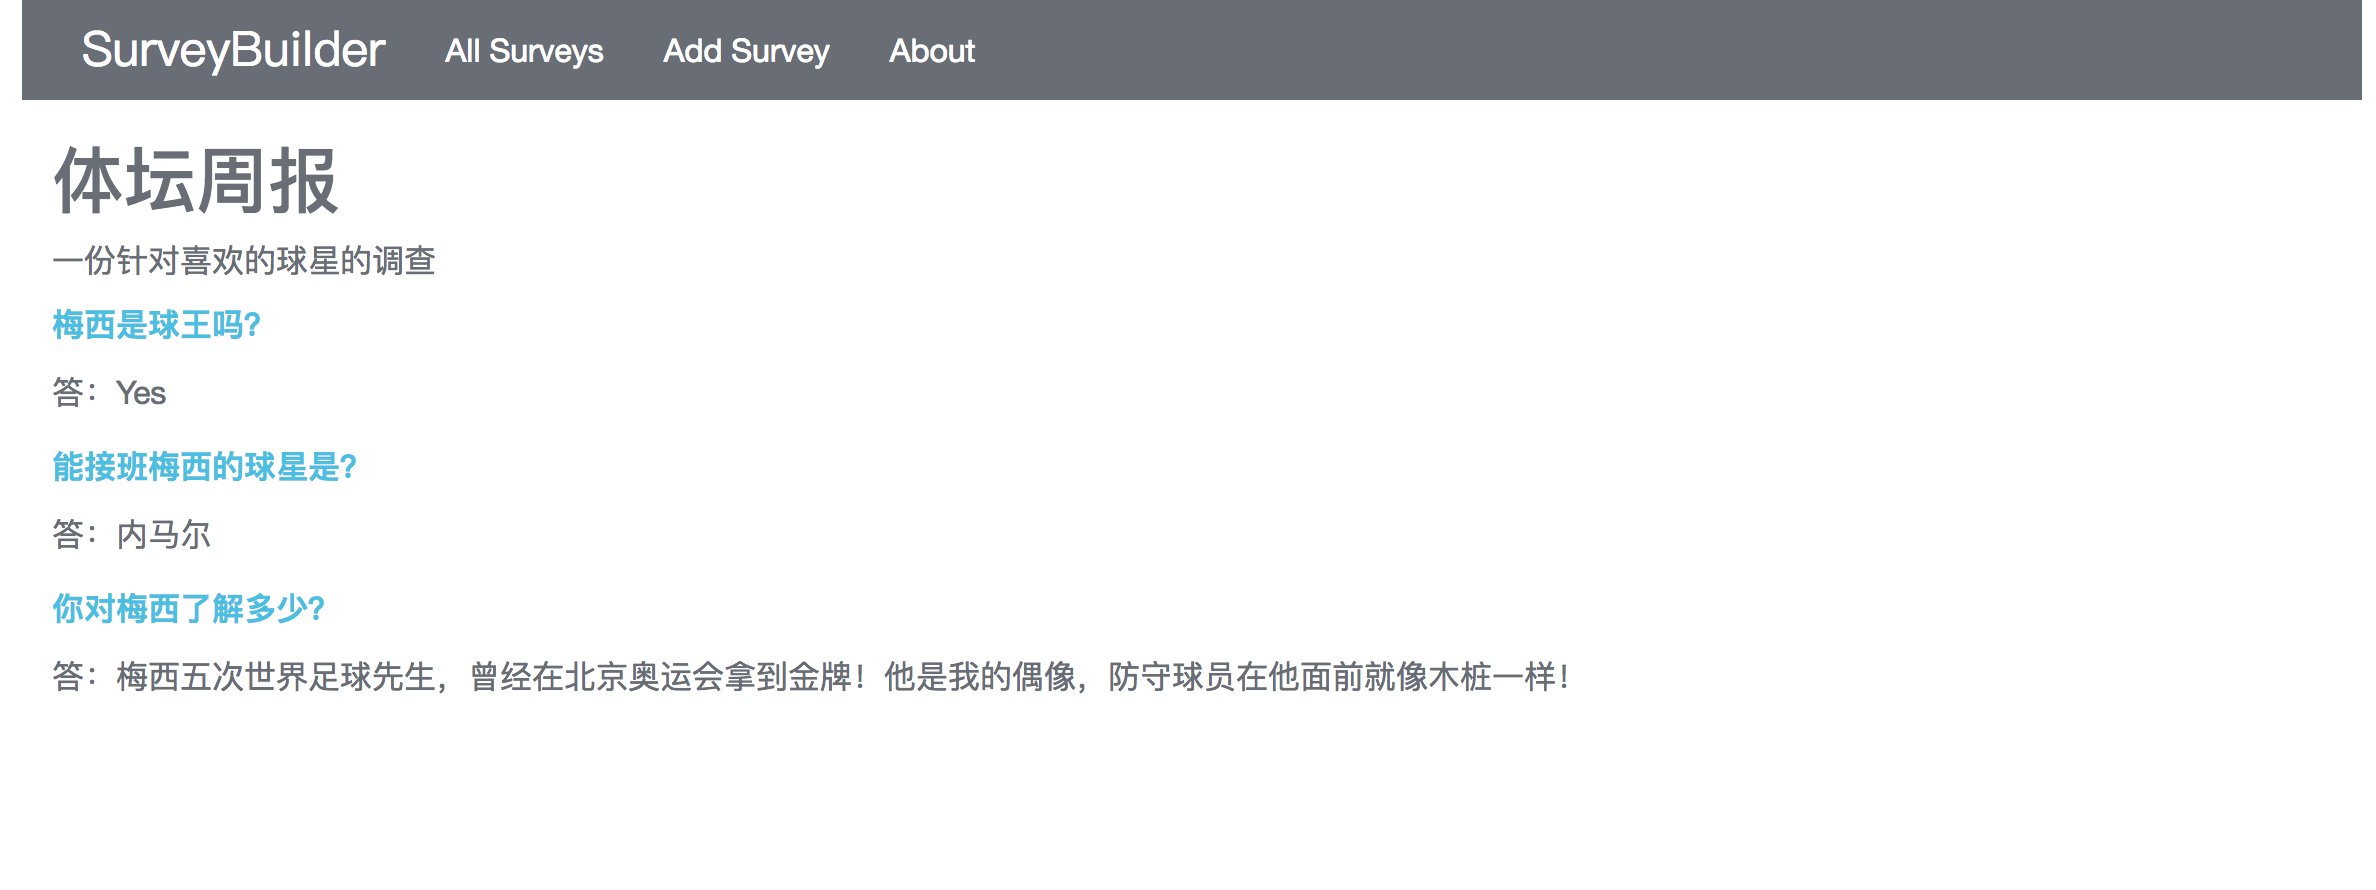 SurveyBuilder All Surveys Add Survey About
体坛周报
一份针对喜欢的球星的调查
梅西是球王吗?
答：Yes
能接班梅西的球星是?
答：内马尔
你对梅西了解多少?
答：梅西五次世界足球先生，曾经在北京奥运会拿到金牌！他是我的偶像，防守球员在他面前就像木桩一样！